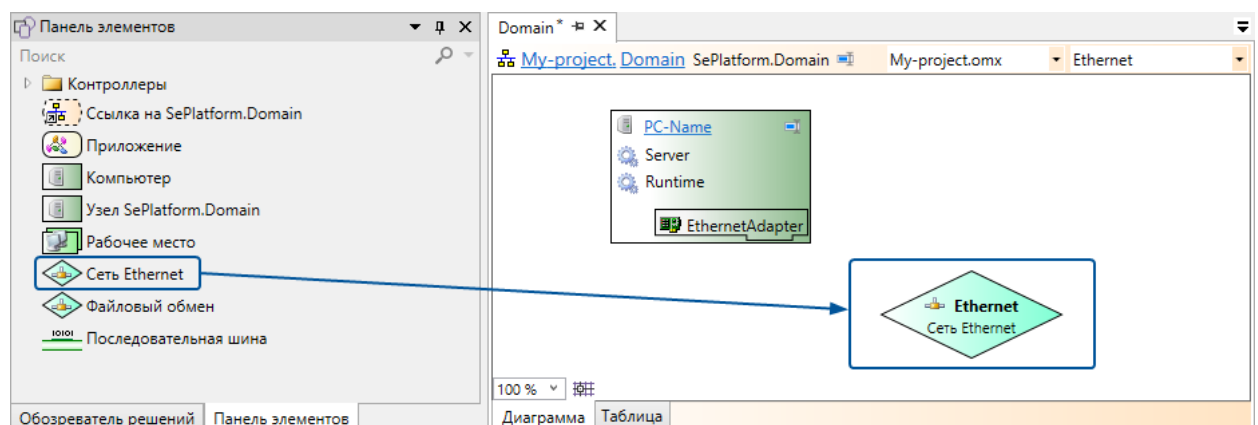 Панель элементов
Поиск
Контроллеры
Ссылка на SePlatform.Domain
Приложение
Компьютер
Узел SePlatform.Domain
Рабочее место
Сеть Ethernet
Файловый обмен
10101
Последовательная шина
Обозреватель решений Панель элементов
Domain*
My-project. Domain SePlatform.Domain My-project.omx Ethernet
PC-Name
Server
Runtime
EthernetAdapter
Ethernet
Сеть Ethernet
100 %
Диаграмма Таблица